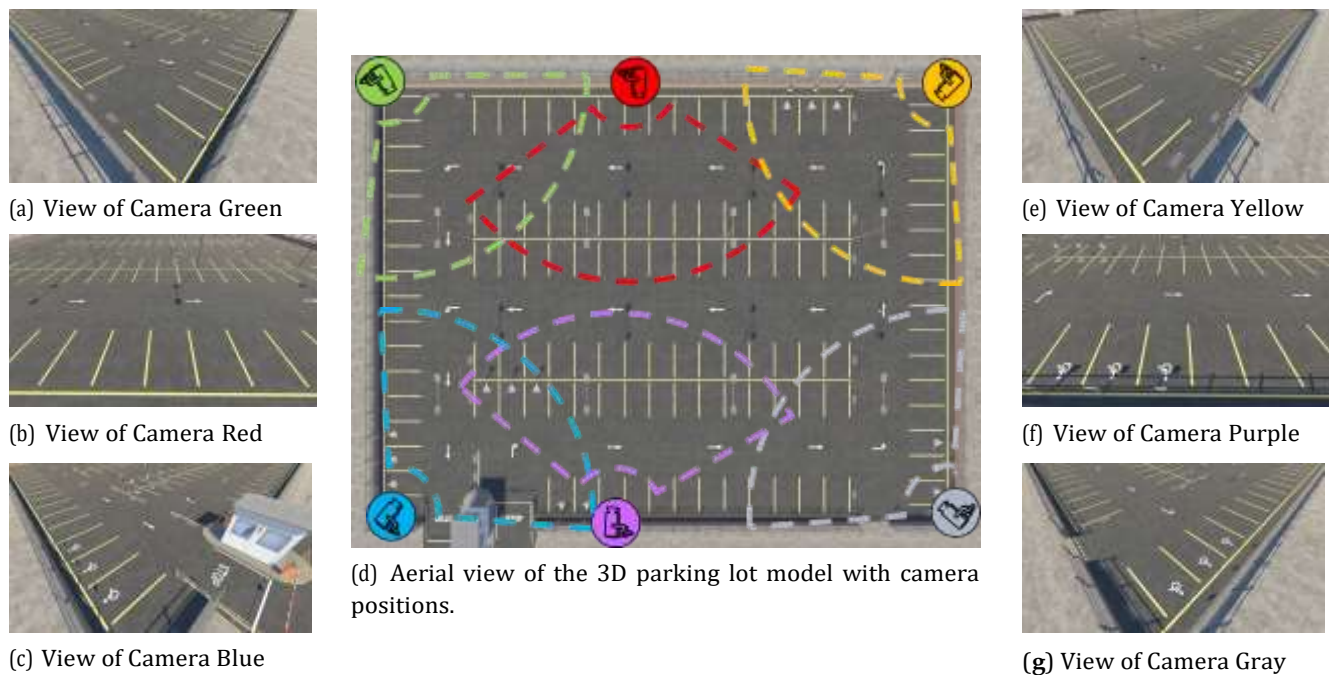 (a) View of Camera Green
(b) View of Camera Red
STOP
(c) View of Camera Blue
(d) Aerial view of the 3D parking lot model with camera
positions.
(e) View of Camera Yellow
(f) View of Camera Purple
(g) View of Camera Gray